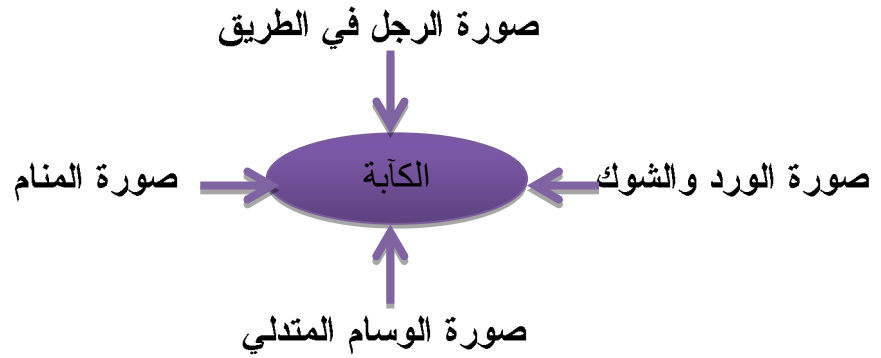 صورة الرجل في الطريق
صورة الورد والشوك
الكآبة
صورة المنام
صورة الوسام المتدلي